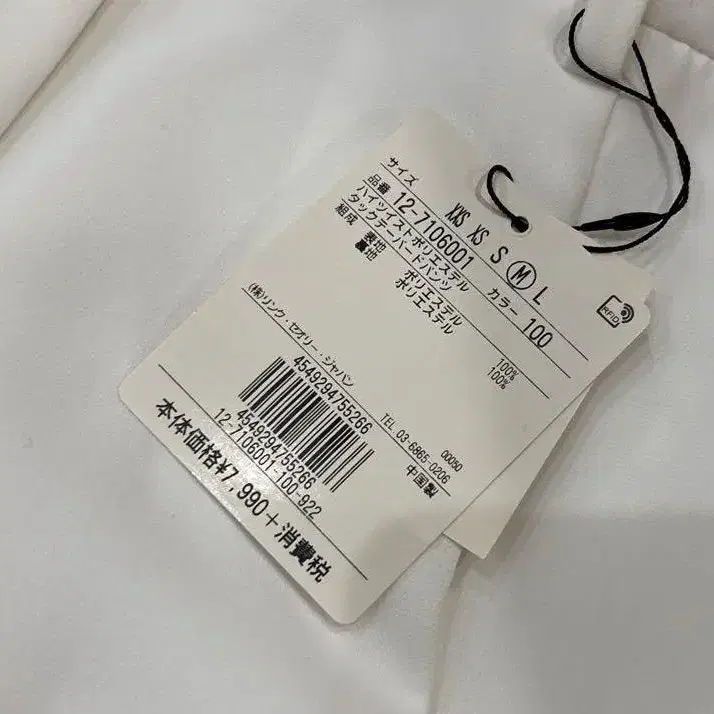 サイズ XXS XS S M L
品番 12-7106001 カラー 100
ハイツイストポリエステル
タックテーパードパンツ
組成 表地 ポリエステル 100%
裏地 ポリエステル 100%
RFID
(株)リンク・セオリー・ジャパン
TEL.03-6865-0206
00050
中国製
4549294755266
4549294755266
12-7106001-100-922
本体価格¥7,990+消費税